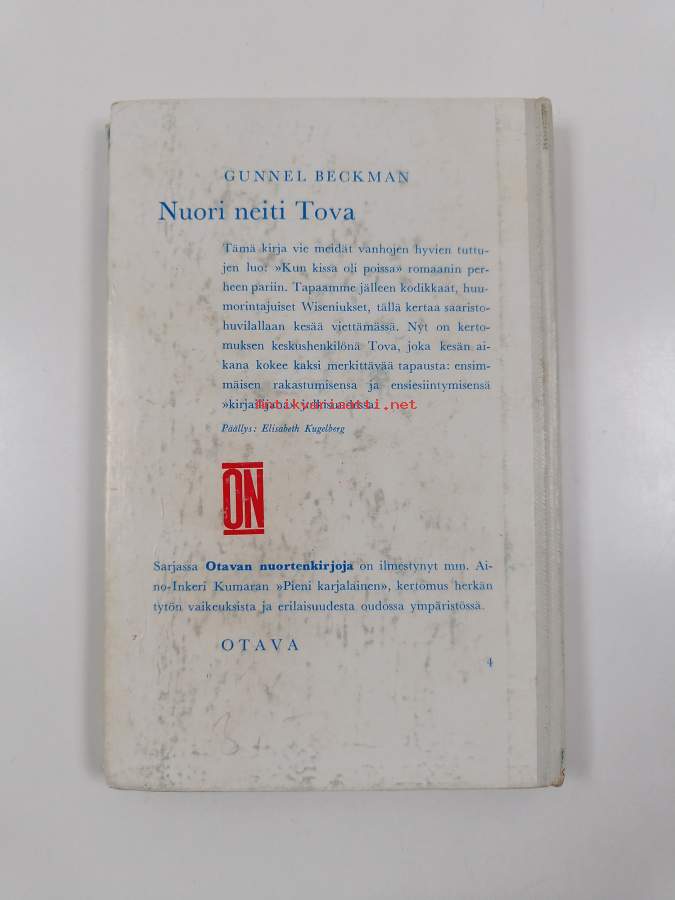 GUNNEL BECKMAN
Nuori neiti Tova
Tämä kirja vie meidät vanhojen hyvien tuttu-
jen luo: »Kun kissa oli poissa» romaanin per-
heen pariin. Tapaamme jälleen kodikkaat, huu-
morintajuiset Wiseniukset, tällä kertaa saaristo-
huvilallaan kesää viettämässä. Nyt on kerto-
muksen keskushenkilönä Tova, joka kesän ai-
kana kokee kaksi merkittävää tapausta: ensim-
mäisen rakastumisensa ja ensiesiintymisensä
»kirjailijana» julkisuudessa.
Päällys: Elisabeth Kugelberg
ON
Sarjassa Otavan nuortenkirjoja on ilmestynyt mm. Ai-
no-Inkeri Kumaran »Pieni karjalainen», kertomus herkän
tytön vaikeuksista ja erilaisuudesta oudossa ympäristössä.
OTAVA
4